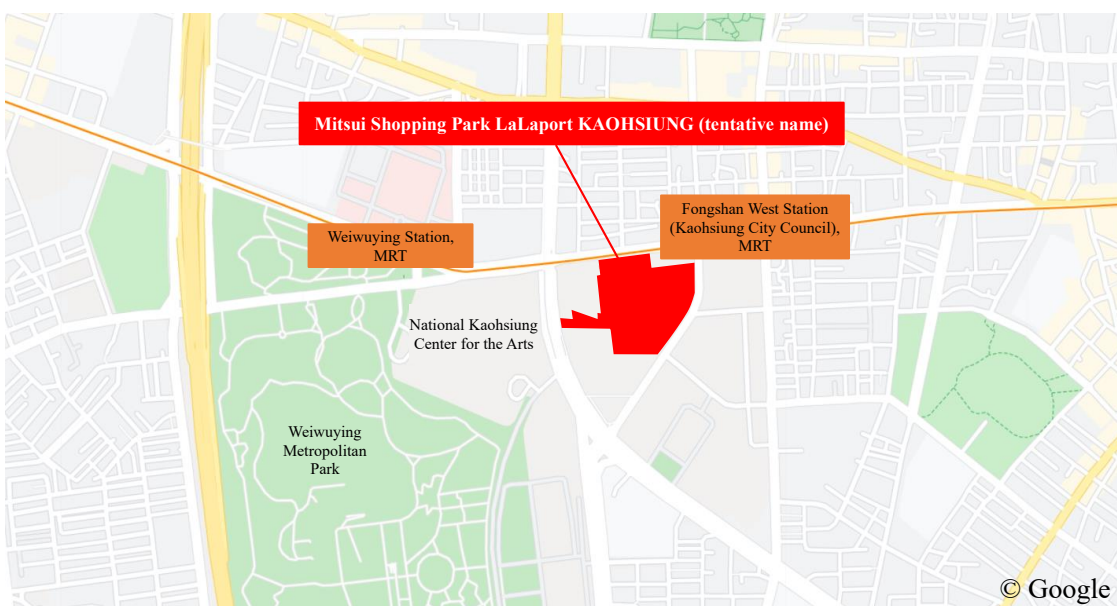 Mitsui Shopping Park LaLaport KAOHSIUNG (tentative name)
Weiwuying Station,
MRT
Fongshan West Station
(Kaohsiung City Council),
MRT
National Kaohsiung
Center for the Arts
Weiwuying
Metropolitan
Park
© Google